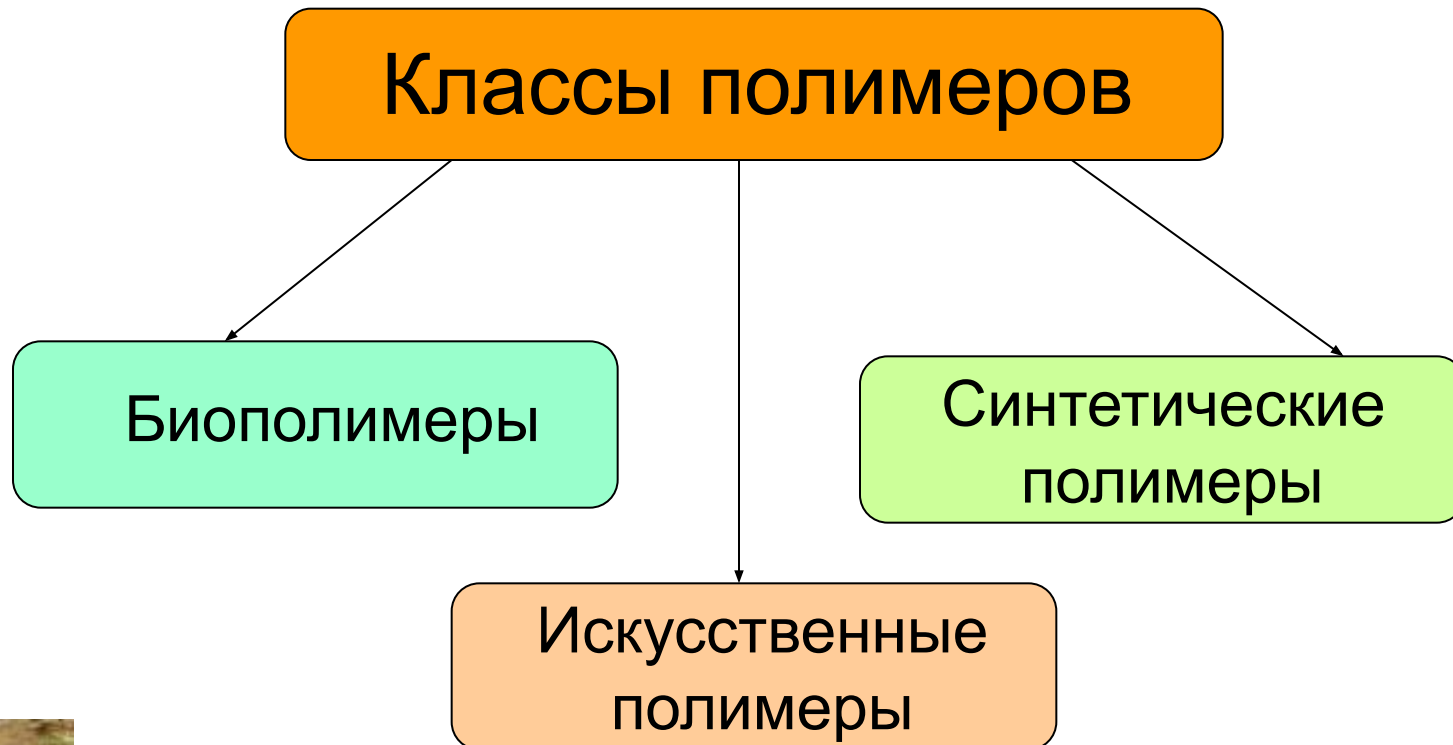 Классы полимеров
Биополимеры
Синтетические
полимеры
Искусственные
полимеры